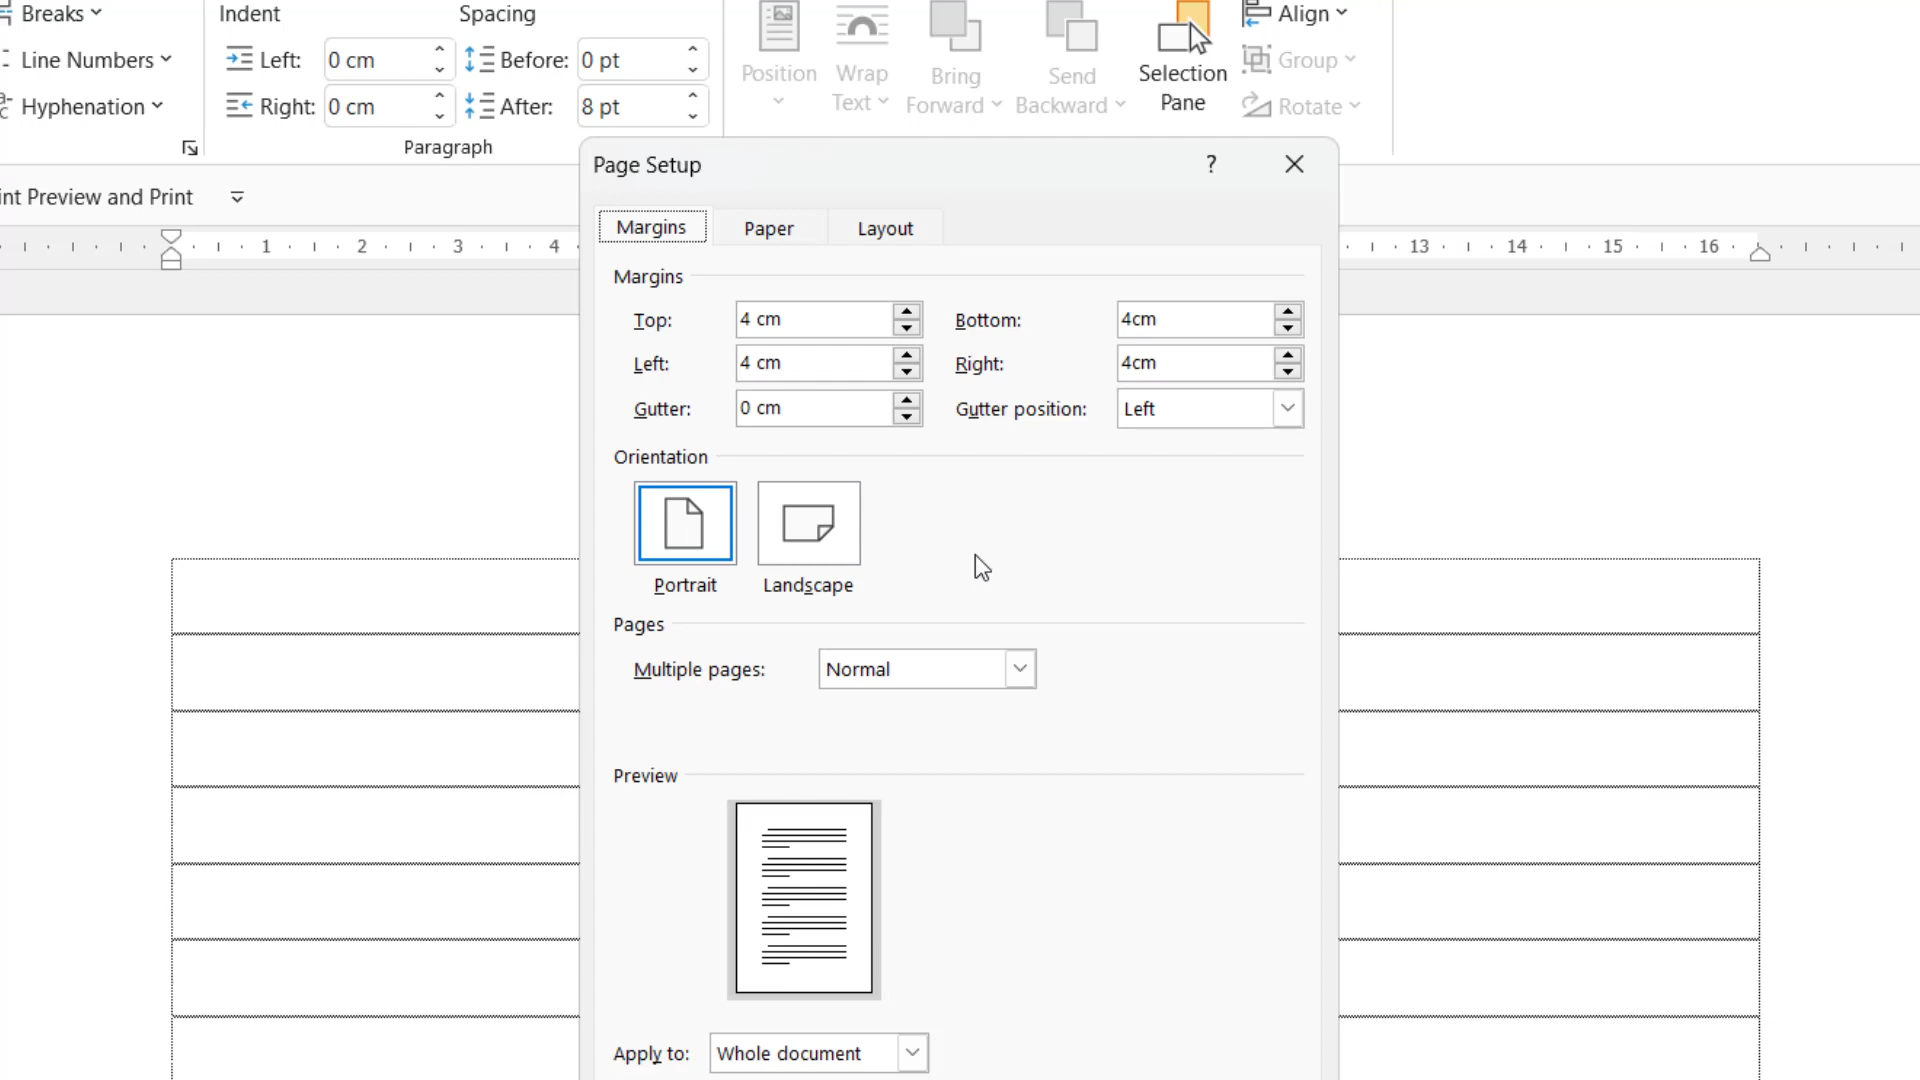 Breaks
Indent
Spacing
Align
Line Numbers
Left: 0 cm
Before: 0 pt
Position
Wrap Text
Bring Forward
Send Backward
Selection Pane
Group
Hyphenation
Right: 0 cm
After: 8 pt
Rotate
Paragraph
Page Setup
?
int Preview and Print
Margins
Paper
Layout
1 2 3 4 13 14 15 16
Margins
Top: 4 cm Bottom: 4cm
Left: 4 cm Right: 4cm
Gutter: 0 cm Gutter position: Left
Orientation
Portrait Landscape
Pages
Multiple pages: Normal
Preview
Apply to: Whole document